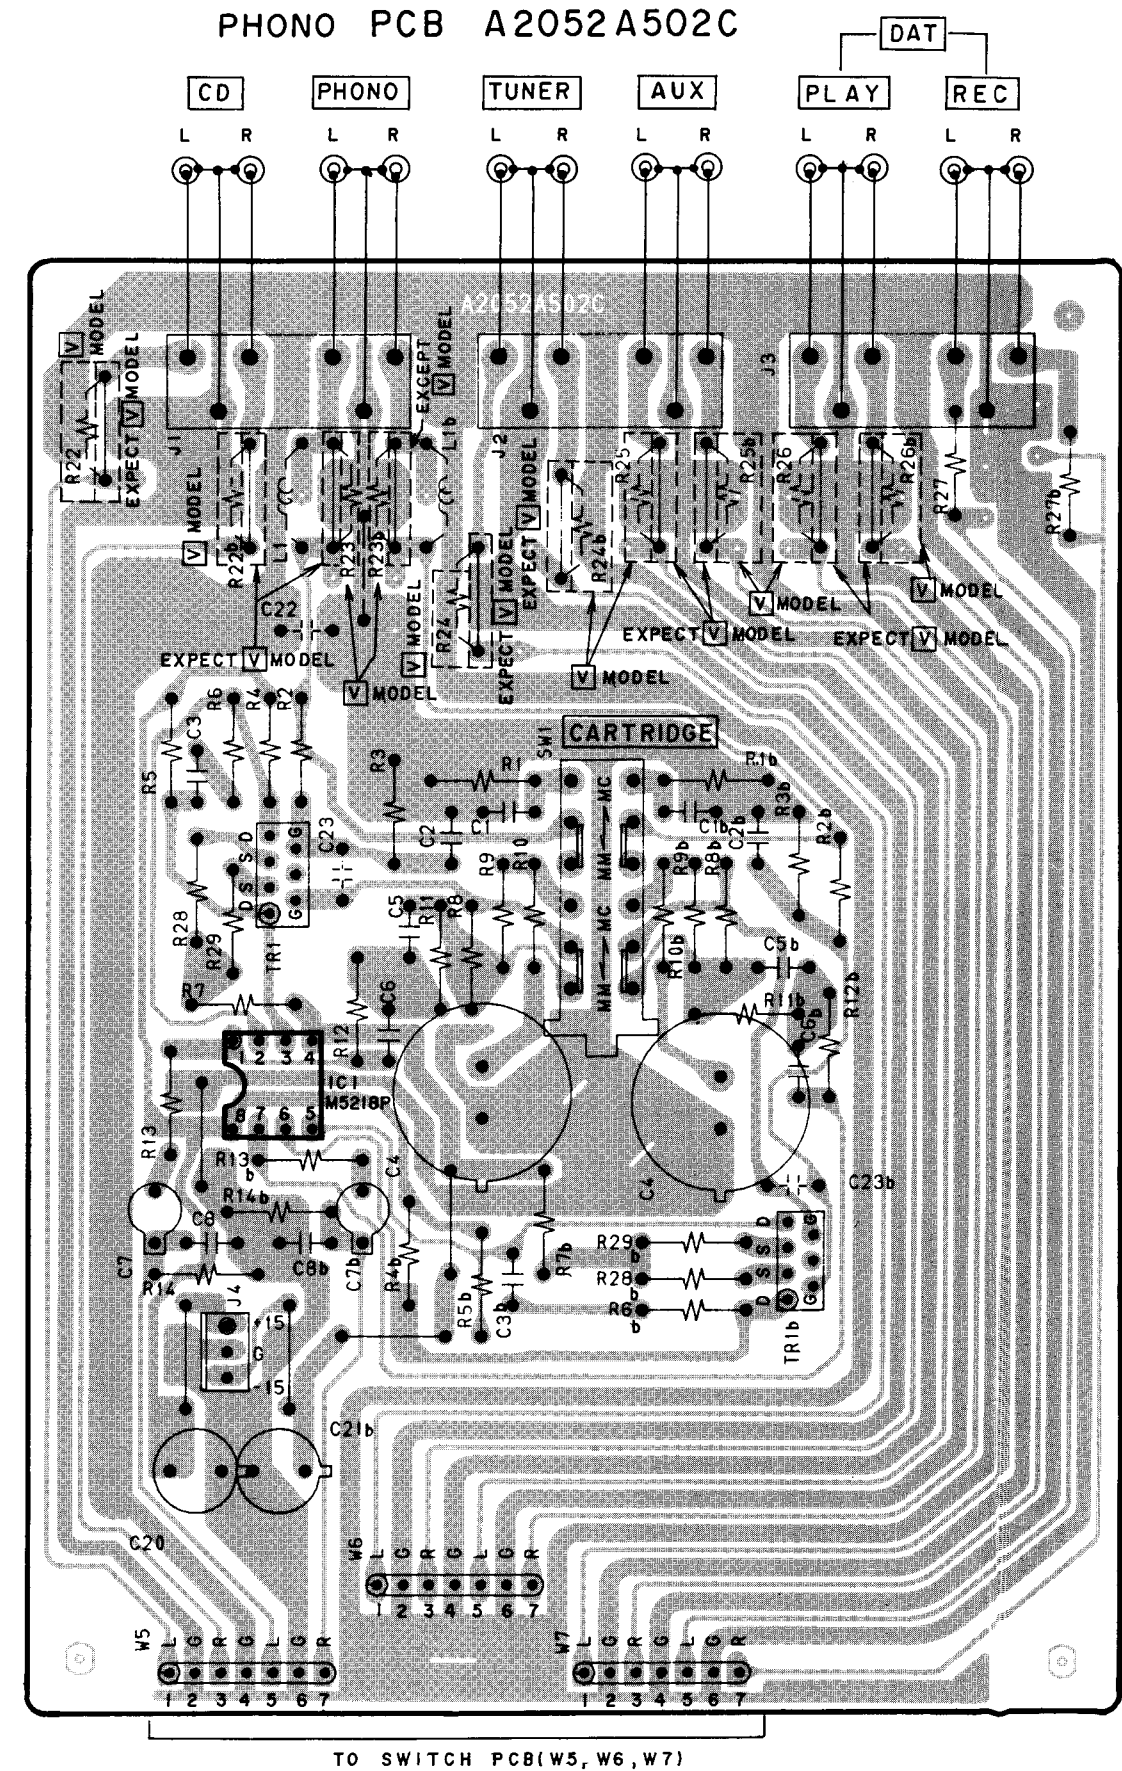 PHONO PCB A2052A502C
DAT
CD PHONO TUNER AUX PLAY REC
L R L R L R L R L R L R
A2052A502C
V MODEL
EXPECT V MODEL
R22
J1
V MODEL
R22b
L1
R23
R23b
EXCEPT V MODEL
L1b
J2
EXPECT V MODEL
R24b
R25
R25b
J3
R26
R26b
R27
R27b
C22
EXPECT V MODEL
V MODEL
V MODEL
R24
EXPECT V MODEL
V MODEL
EXPECT V MODEL
V MODEL
EXPECT V MODEL
V MODEL
CARTRIDGE
SW1
R5
C3
R6
R4
R2
R3
R1
R1b
C2
C1
C1b
C2b
R3b
R2b
MM MC
MM MC
R28
R29
D S S D
G G
TR1
C23
R9
R10
R9b
R8b
C5
R11
R8
R10b
C5b
R7
R12
C6
R11b
C6b
R12b
1 2 3 4
IC1
M5218P
8 7 6 5
R13
R13b
C4
C4
C23b
R14b
C8
C8b
C7
C7b
R14
R4b
R5b
C3b
R7b
R29b
R28b
R6b
D S S D
G G
TR1b
J4
+15
G
-15
C21b
C20
W6
L G R G L G R
1 2 3 4 5 6 7
W5
L G R G L G R
1 2 3 4 5 6 7
W7
L G R G L G R
1 2 3 4 5 6 7
TO SWITCH PCB(W5, W6, W7)